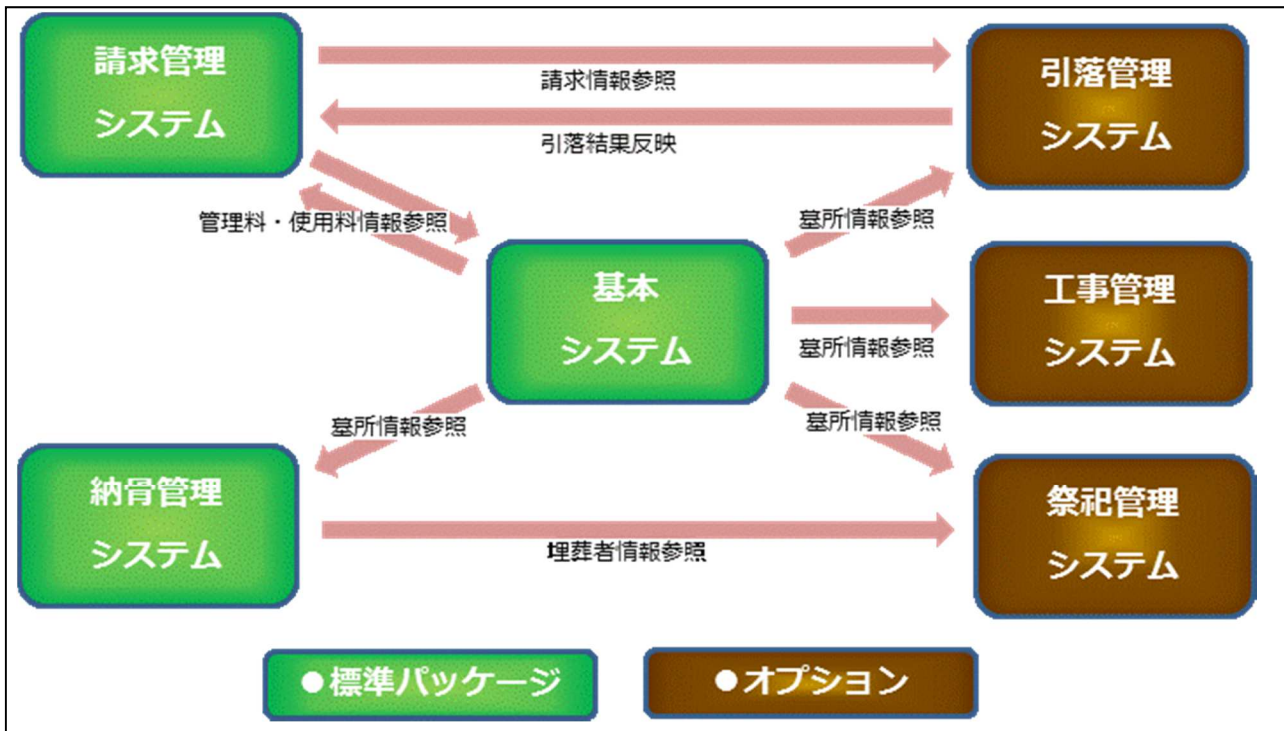 請求管理
システム
請求情報参照
引落管理
システム
引落結果反映
管理料・使用料情報参照
墓所情報参照
基本
システム
工事管理
システム
墓所情報参照
墓所情報参照
墓所情報参照
納骨管理
システム
埋葬者情報参照
祭祀管理
システム
●標準パッケージ
●オプション